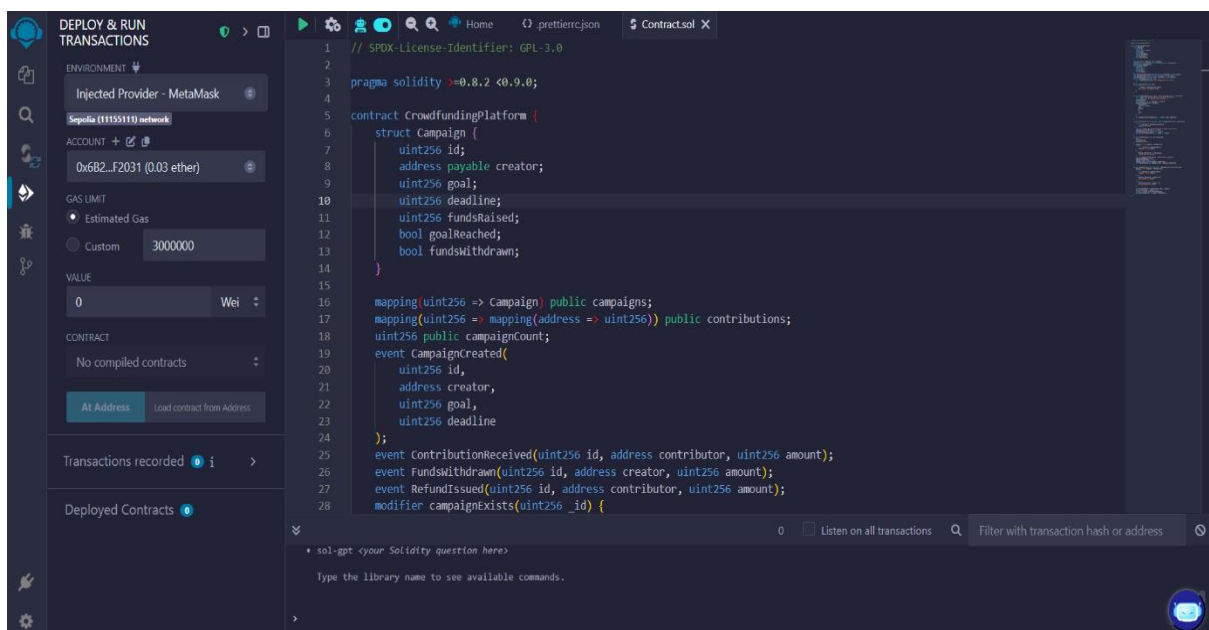 DEPLOY & RUN
TRANSACTIONS
ENVIRONMENT
Injected Provider - MetaMask
Sepolia (11155111) network
ACCOUNT
0x6B2...F2031 (0.03 ether)
GAS LIMIT
Estimated Gas
Custom 3000000
VALUE
0 Wei
CONTRACT
No compiled contracts
At Address Load contract from Address
Transactions recorded 0 i
Deployed Contracts 0
Home .prettierrc.json Contract.sol
1 // SPDX-License-Identifier: GPL-3.0
2
3 pragma solidity >=0.8.2 <0.9.0;
4
5 contract CrowdfundingPlatform {
6 struct Campaign {
7 uint256 id;
8 address payable creator;
9 uint256 goal;
10 uint256 deadline;
11 uint256 fundsRaised;
12 bool goalReached;
13 bool fundsWithdrawn;
14 }
15
16 mapping(uint256 => Campaign) public campaigns;
17 mapping(uint256 => mapping(address => uint256)) public contributions;
18 uint256 public campaignCount;
19 event CampaignCreated(
20 uint256 id,
21 address creator,
22 uint256 goal,
23 uint256 deadline
24 );
25 event ContributionReceived(uint256 id, address contributor, uint256 amount);
26 event FundsWithdrawn(uint256 id, address creator, uint256 amount);
27 event RefundIssued(uint256 id, address contributor, uint256 amount);
28 modifier campaignExists(uint256 _id) {
0 Listen on all transactions Filter with transaction hash or address
• sol-gpt <your Solidity question here>
Type the library name to see available commands.
>